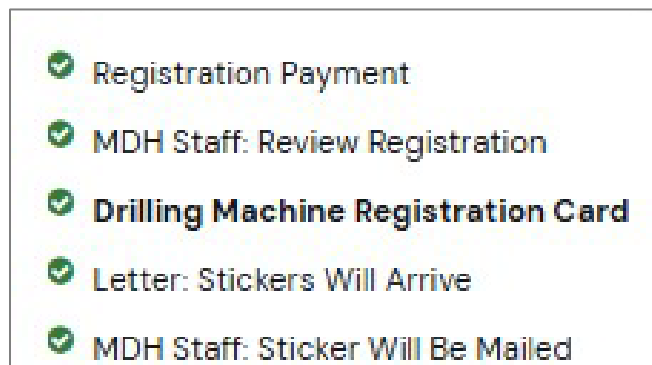 Registration Payment
MDH Staff: Review Registration
Drilling Machine Registration Card
Letter: Stickers Will Arrive
MDH Staff: Sticker Will Be Mailed